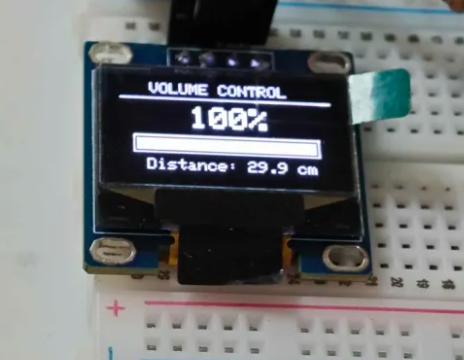 VOLUME CONTROL
100%
Distance: 29.9 cm
+